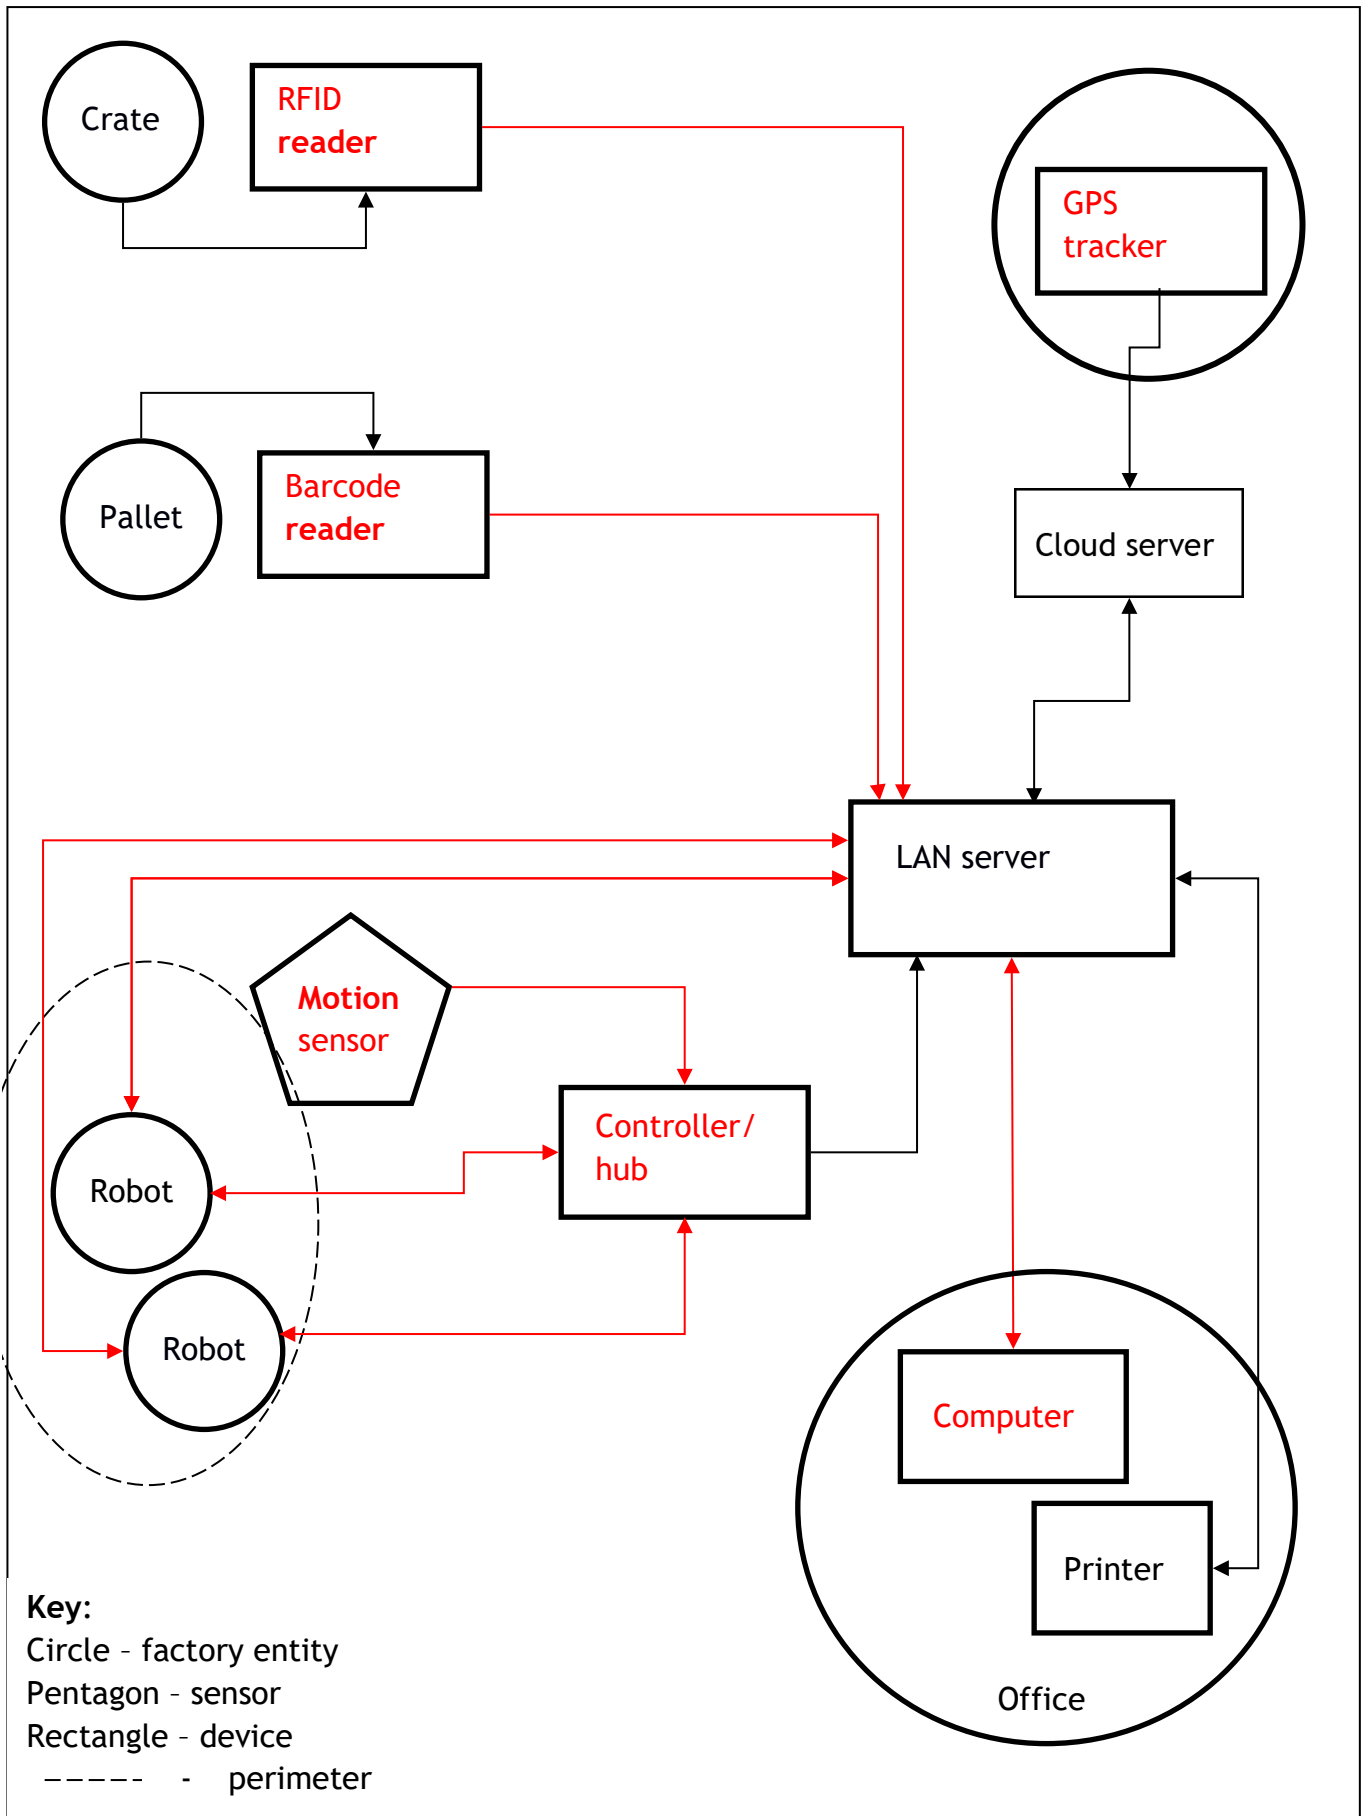 Crate
RFID
reader
GPS
tracker
Pallet
Barcode
reader
Cloud server
LAN server
Motion
sensor
Controller/
hub
Robot
Robot
Computer
Printer
Office
Key:
Circle – factory entity
Pentagon – sensor
Rectangle – device
- perimeter